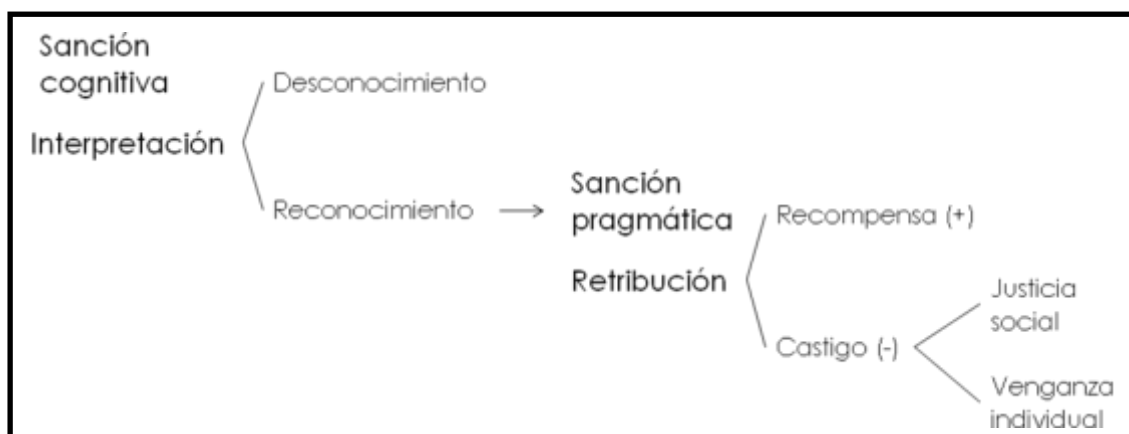 Sanción
cognitiva
Desconocimiento
Interpretación
Reconocimiento
Sanción
pragmática
Recompensa (+)
Retribución
Justicia
social
Castigo (-)
Venganza
individual